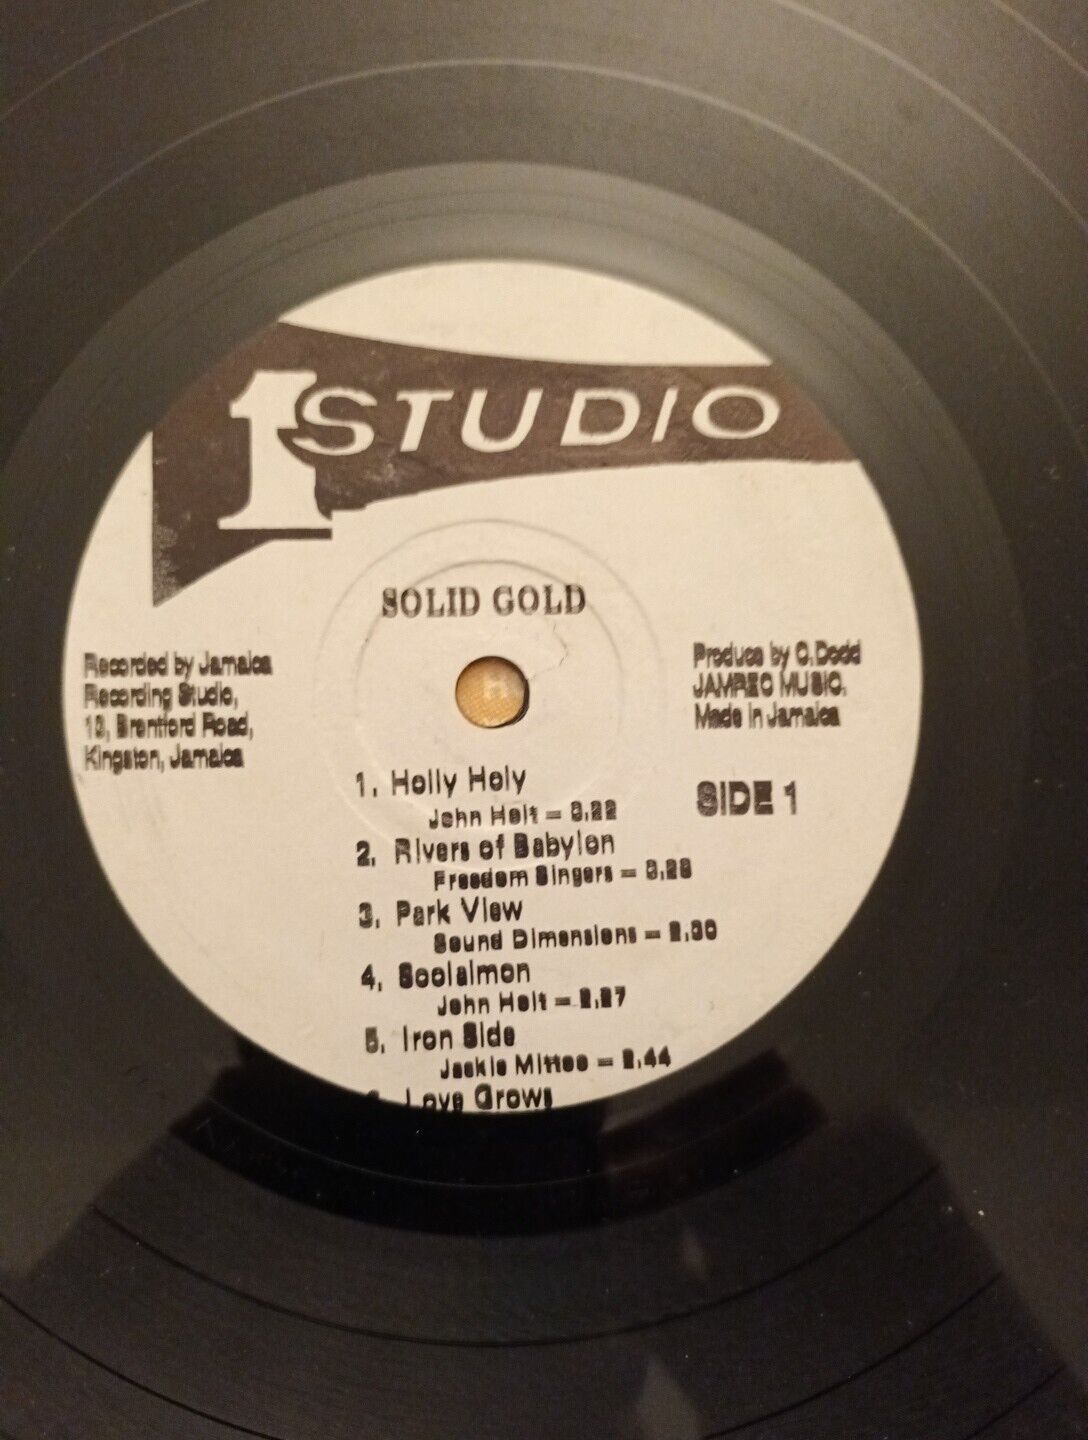 1 STUDIO
SOLID GOLD
Recorded by Jamaica
Recording Studio,
13, Brentford Road,
Kingston, Jamaica
Produce by C.Dodd
JAMREC MUSIC.
Made in Jamaica
SIDE 1
1. Holly Holy
John Holt = 3.22
2. Rivers of Babylon
Freedom Singers = 3.28
3. Park View
Sound Dimensions = 2.30
4. Soolaimon
John Holt = 2.27
5. Iron Side
Jackie Mittoo = 2.44
Love Grows